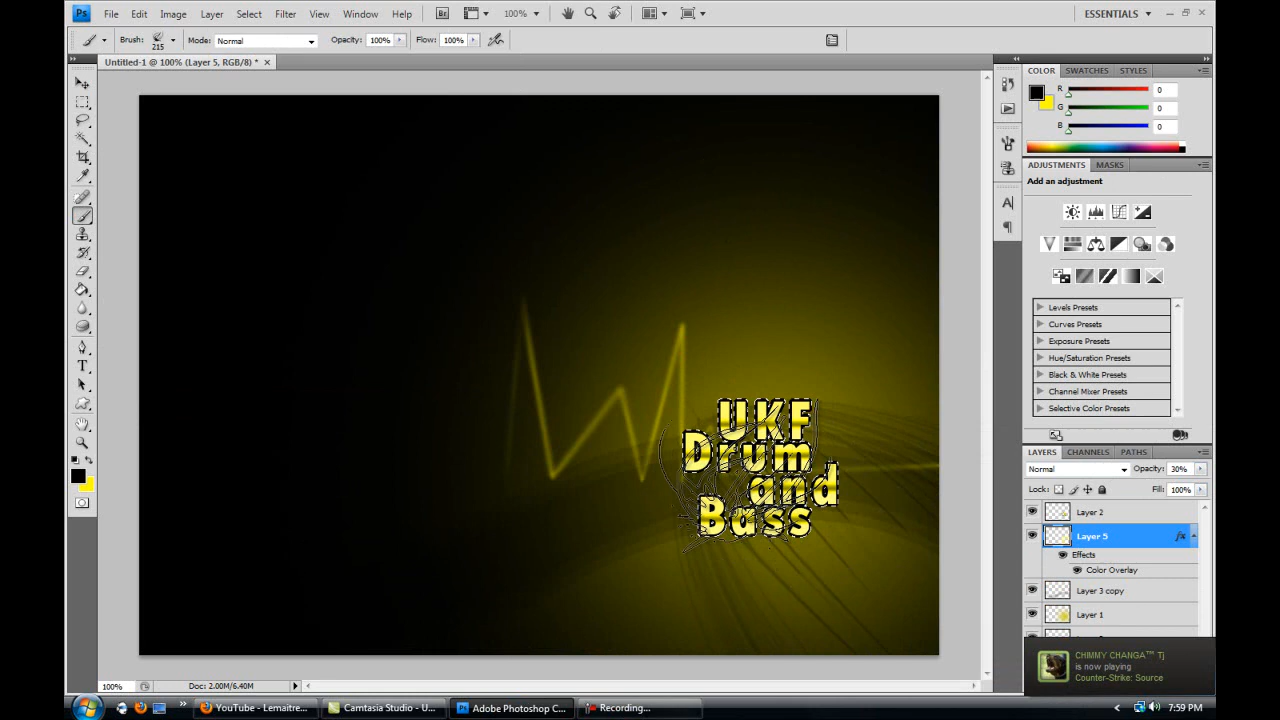 Ps File Edit Image Layer Select Filter View Window Help Br 100% ESSENTIALS
Brush: 215 Mode: Normal Opacity: 100% Flow: 100%
Untitled-1 @ 100% (Layer 5, RGB/8) *
COLOR SWATCHES STYLES
R 0
G 0
B 0
ADJUSTMENTS MASKS
Add an adjustment
Levels Presets
Curves Presets
Exposure Presets
Hue/Saturation Presets
Black & White Presets
Channel Mixer Presets
Selective Color Presets
UKF
Drum
and
Bass
LAYERS CHANNELS PATHS
Normal Opacity: 30%
Lock: Fill: 100%
Layer 2
Layer 5 fx
Effects
Color Overlay
Layer 3 copy
Layer 1
CHIMMY CHANGA™ Tj
is now playing
Counter-Strike: Source
100% Doc: 2.00M/6.40M
YouTube - Lemaitre... Camtasia Studio - U... Adobe Photoshop C... Recording... 7:59 PM